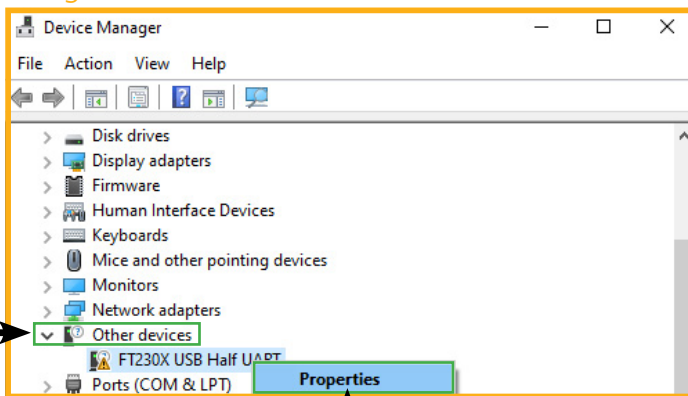 Device Manager
File Action View Help
Disk drives
Display adapters
Firmware
Human Interface Devices
Keyboards
Mice and other pointing devices
Monitors
Network adapters
Other devices
FT230X USB Half UART
Ports (COM & LPT)
Properties